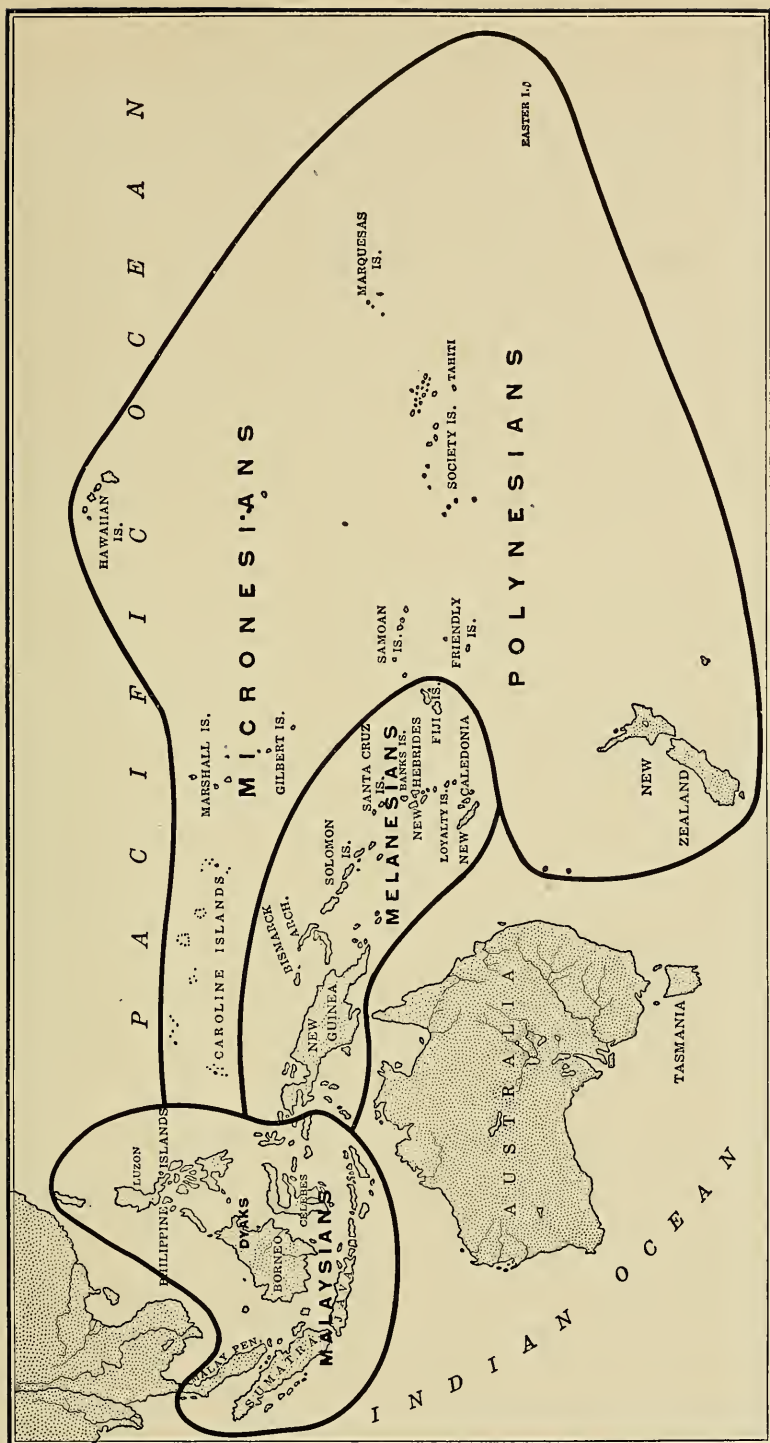 PACIFIC OCEAN
HAWAIIAN
IS.
MARSHALL IS.
MICRONESIANS
GILBERT IS.
CAROLINE ISLANDS
MARQUESAS
IS.
EASTER I.
SOCIETY IS.
TAHITI
SAMOAN
IS.
FRIENDLY
IS.
POLYNESIANS
NEW
ZEALAND
BISMARCK
ARCH.
SOLOMON
IS.
SANTA CRUZ
IS.
BANKS IS.
MELANESIANS
NEW HEBRIDES
FIJI IS.
LOYALTY IS.
NEW CALEDONIA
NEW
GUINEA
LUZON
PHILIPPINE ISLANDS
DYAKS
BORNEO
CELEBES
MALAY PEN.
SUMATRA
MALAYSIANS
JAVA
AUSTRALIA
TASMANIA
INDIAN OCEAN